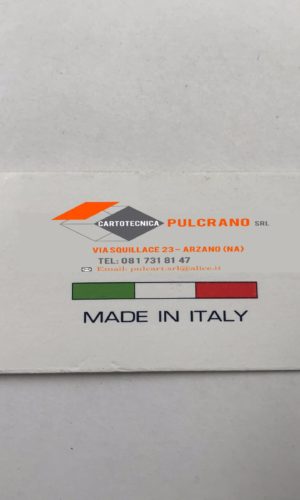 CARTOTECNICA PULCRANO SRL
VIA SQUILLACE 23 - ARZANO (NA)
TEL: 081 731 81 47
Email: pulcart.srl@alice.it
MADE IN ITALY